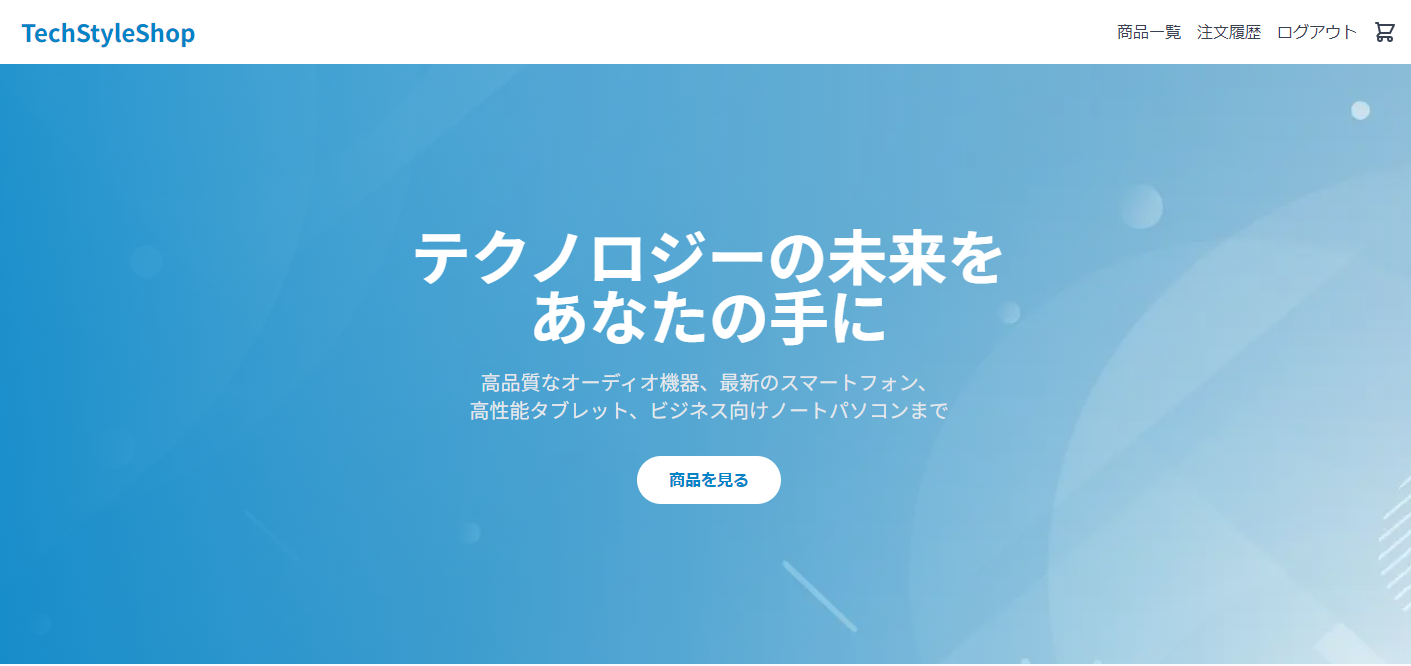 TechStyleShop
商品一覧 注文履歴 ログアウト
テクノロジーの未来を
あなたの手に
高品質なオーディオ機器、最新のスマートフォン、
高性能タブレット、ビジネス向けノートパソコンまで
商品を見る